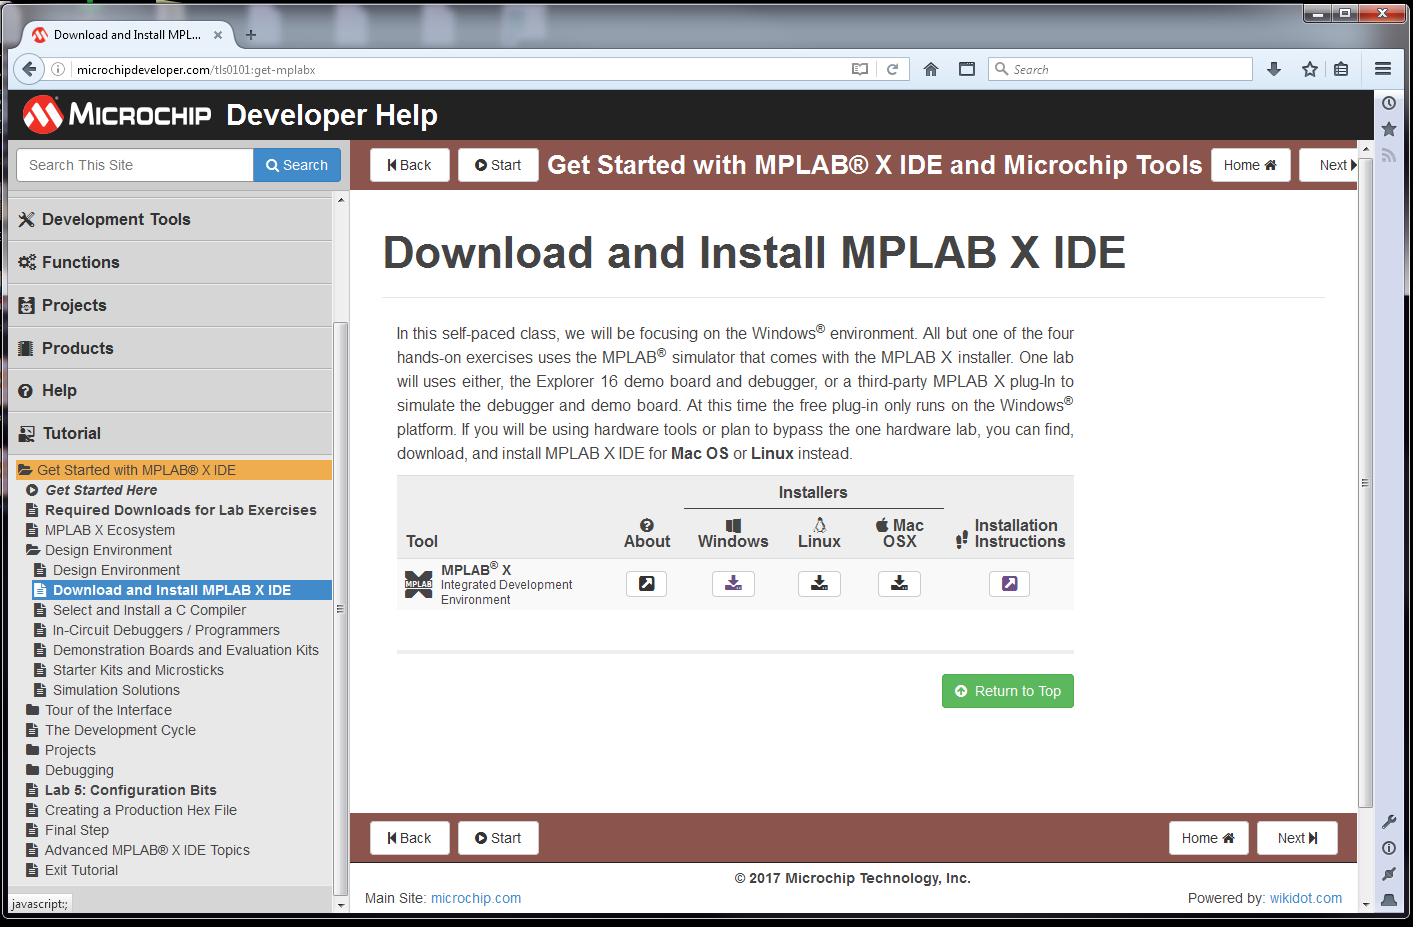 Download and Install MPL...
microchipdeveloper.com/tls0101:get-mplabx
Search
MICROCHIP Developer Help
Search This Site
Search
Back
Start
Get Started with MPLAB® X IDE and Microchip Tools
Home
Next
Development Tools
Functions
Projects
Products
Help
Tutorial
Get Started with MPLAB® X IDE
Get Started Here
Required Downloads for Lab Exercises
MPLAB X Ecosystem
Design Environment
Design Environment
Download and Install MPLAB X IDE
Select and Install a C Compiler
In-Circuit Debuggers / Programmers
Demonstration Boards and Evaluation Kits
Starter Kits and Microsticks
Simulation Solutions
Tour of the Interface
The Development Cycle
Projects
Debugging
Lab 5: Configuration Bits
Creating a Production Hex File
Final Step
Advanced MPLAB® X IDE Topics
Exit Tutorial
javascript:;
Download and Install MPLAB X IDE
In this self-paced class, we will be focusing on the Windows® environment. All but one of the four
hands-on exercises uses the MPLAB® simulator that comes with the MPLAB X installer. One lab
will uses either, the Explorer 16 demo board and debugger, or a third-party MPLAB X plug-In to
simulate the debugger and demo board. At this time the free plug-in only runs on the Windows®
platform. If you will be using hardware tools or plan to bypass the one hardware lab, you can find,
download, and install MPLAB X IDE for Mac OS or Linux instead.
Installers
Tool
About
Windows
Linux
Mac OSX
Installation Instructions
MPLAB
MPLAB® X
Integrated Development
Environment
Return to Top
Back
Start
Home
Next
© 2017 Microchip Technology, Inc.
Main Site: microchip.com
Powered by: wikidot.com